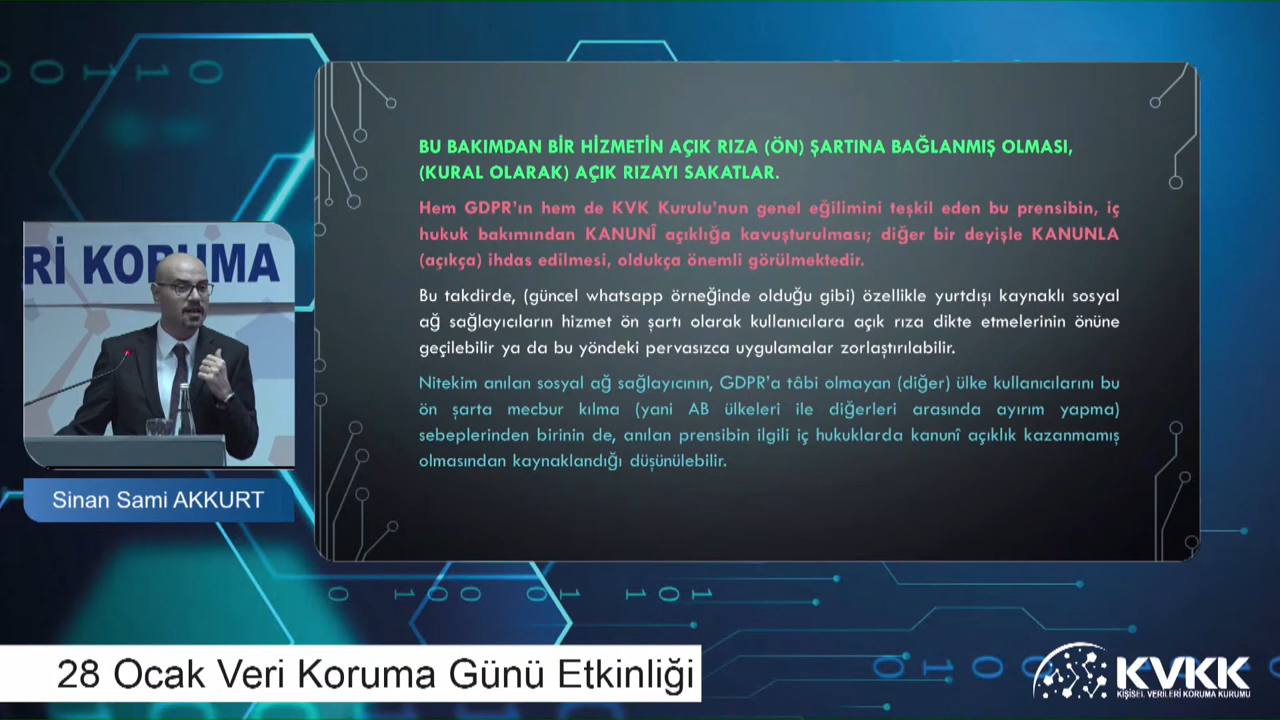 BU BAKIMDAN BİR HİZMETİN AÇIK RIZA (ÖN) ŞARTINA BAĞLANMIŞ OLMASI,
(KURAL OLARAK) AÇIK RIZAYI SAKATLAR.
Hem GDPR'ın hem de KVK Kurulu'nun genel eğilimini teşkil eden bu prensibin, iç
hukuk bakımından KANUNÎ açıklığa kavuşturulması; diğer bir deyişle KANUNLA
(açıkça) ihdas edilmesi, oldukça önemli görülmektedir.
Bu takdirde, (güncel whatsapp örneğinde olduğu gibi) özellikle yurtdışı kaynaklı sosyal
ağ sağlayıcıların hizmet ön şartı olarak kullanıcılara açık rıza dikte etmelerinin önüne
geçilebilir ya da bu yöndeki pervasızca uygulamalar zorlaştırılabilir.
Nitekim anılan sosyal ağ sağlayıcının, GDPR'a tâbi olmayan (diğer) ülke kullanıcılarını bu
ön şarta mecbur kılma (yani AB ülkeleri ile diğerleri arasında ayırım yapma)
sebeplerinden birinin de, anılan prensibin ilgili iç hukuklarda kanunî açıklık kazanmamış
olmasından kaynaklandığı düşünülebilir.
Rİ KORUMA
Sinan Sami AKKURT
28 Ocak Veri Koruma Günü Etkinliği
KVKK
KİŞİSEL VERİLERİ KORUMA KURUMU